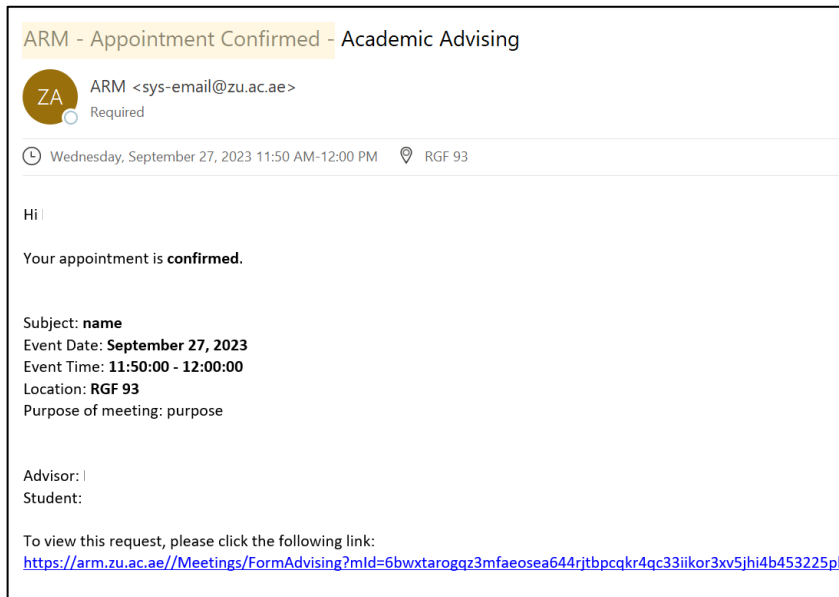 ARM - Appointment Confirmed - Academic Advising
ZA
ARM <sys-email@zu.ac.ae>
Required
Wednesday, September 27, 2023 11:50 AM-12:00 PM RGF 93
Hi
Your appointment is confirmed.
Subject: name
Event Date: September 27, 2023
Event Time: 11:50:00 - 12:00:00
Location: RGF 93
Purpose of meeting: purpose
Advisor:
Student:
To view this request, please click the following link:
https://arm.zu.ac.ae//Meetings/FormAdvising?mId=6bwxtarogqz3mfaeosea644rjtbpcqkr4qc33iikor3xv5jhi4b453225p